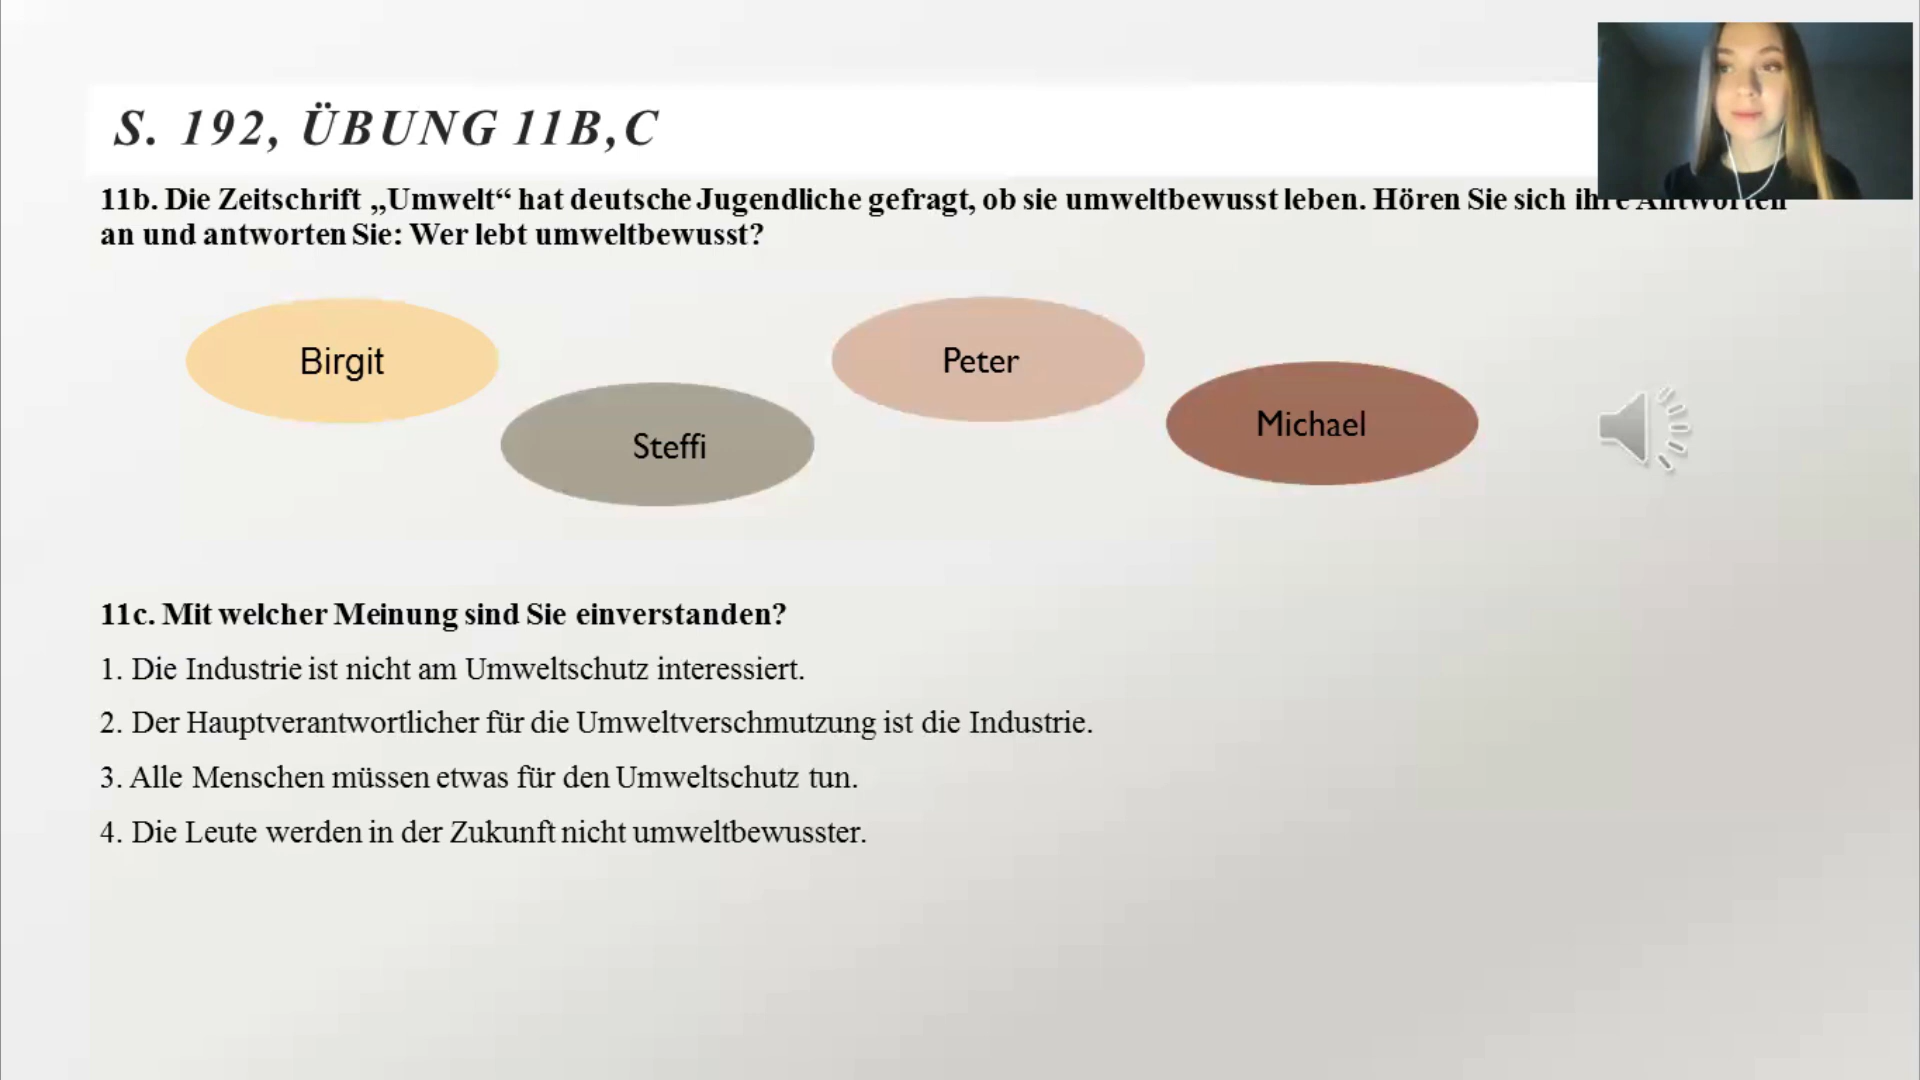 S. 192, ÜBUNG 11B,C
11b. Die Zeitschrift „Umwelt“ hat deutsche Jugendliche gefragt, ob sie umweltbewusst leben. Hören Sie sich ihre Antworten
an und antworten Sie: Wer lebt umweltbewusst?
Birgit
Steffi
Peter
Michael
11c. Mit welcher Meinung sind Sie einverstanden?
1. Die Industrie ist nicht am Umweltschutz interessiert.
2. Der Hauptverantwortlicher für die Umweltverschmutzung ist die Industrie.
3. Alle Menschen müssen etwas für den Umweltschutz tun.
4. Die Leute werden in der Zukunft nicht umweltbewusster.